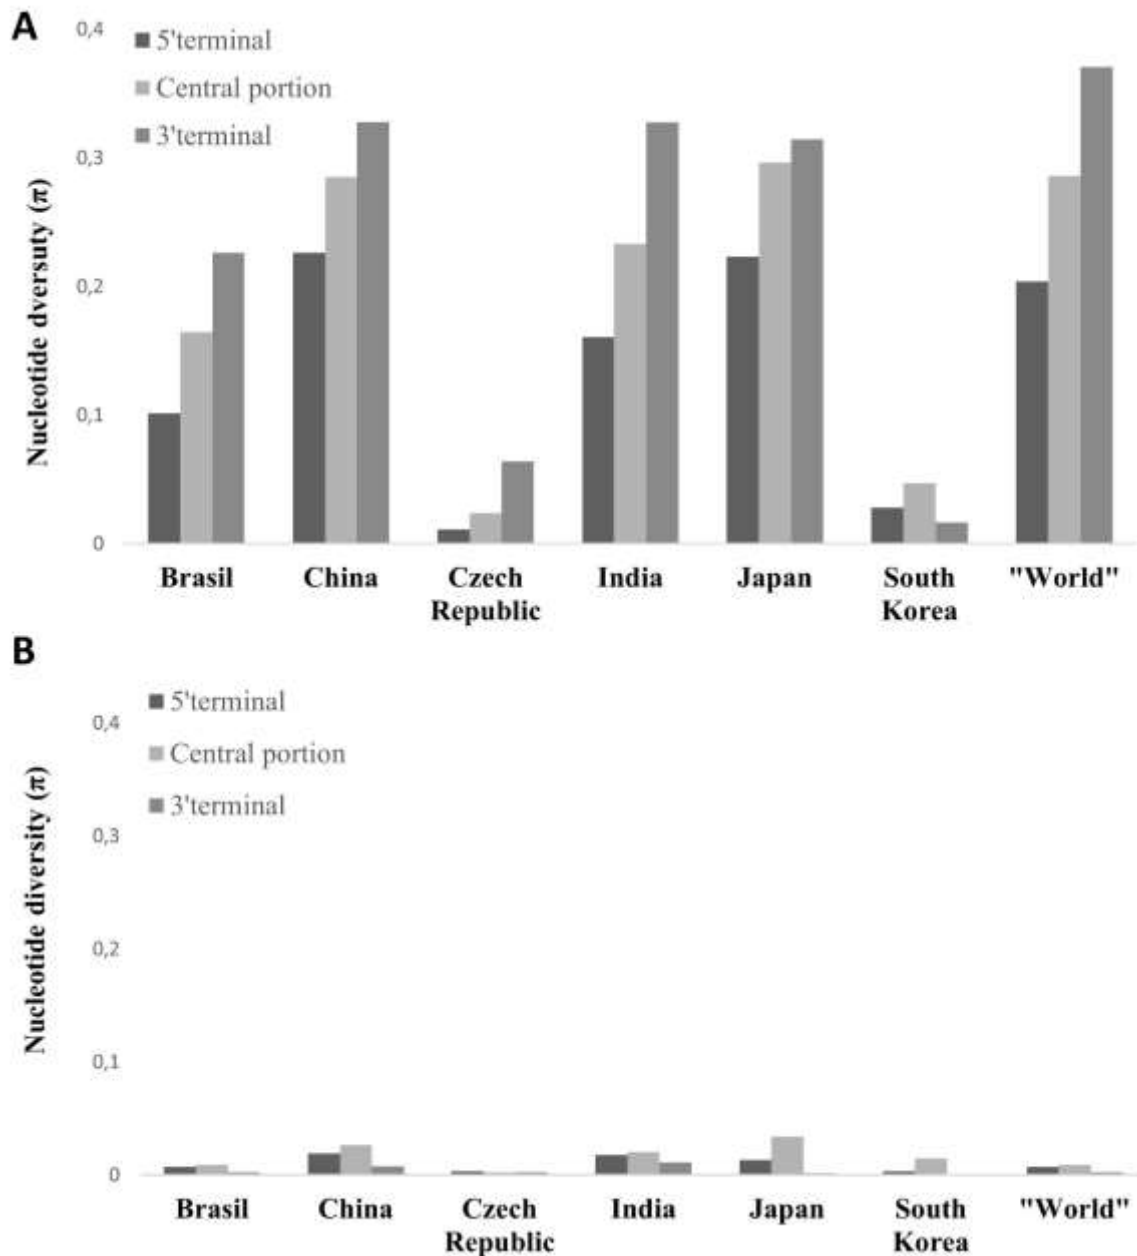 A
0,4
5'terminal
Central portion
3'terminal
0,3
0,2
0,1
0
Nucleotide dversuty (π)
Brasil China Czech Republic India Japan South Korea "World"
B
5'terminal
0,4
Central portion
3'terminal
0,3
0,2
0,1
0
Nucleotide diversity (π)
Brasil China Czech Republic India Japan South Korea "World"